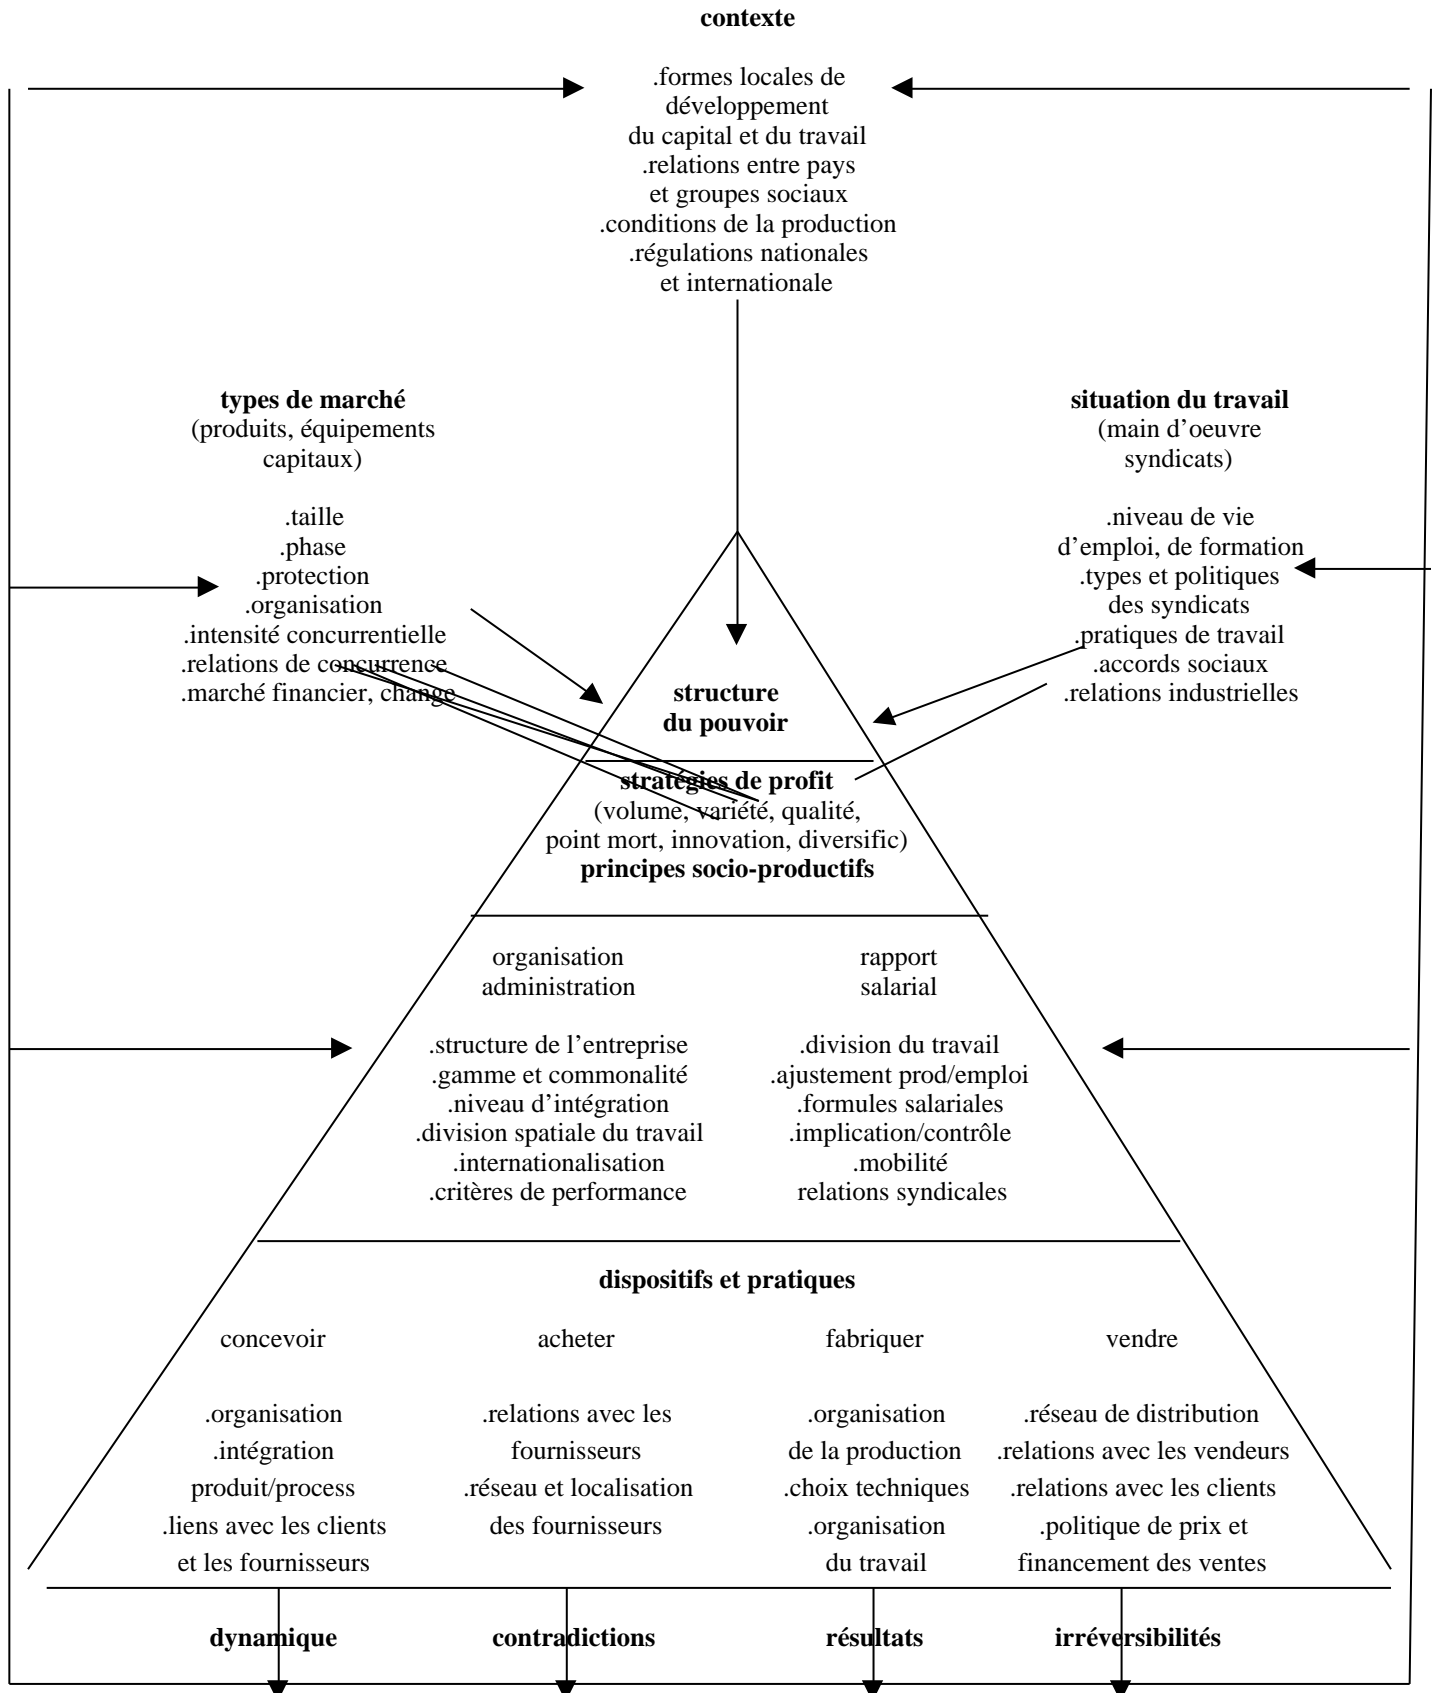 contexte
.formes locales de
développement
du capital et du travail
.relations entre pays
et groupes sociaux
.conditions de la production
.régulations nationales
et internationale
types de marché
(produits, équipements
capitaux)
.taille
.phase
.protection
.organisation
.intensité concurrentielle
.relations de concurrence
.marché financier, change
situation du travail
(main d'oeuvre
syndicats)
.niveau de vie
d'emploi, de formation
.types et politiques
des syndicats
.pratiques de travail
.accords sociaux
.relations industrielles
structure
du pouvoir
stratégies de profit
(volume, variété, qualité,
point mort, innovation, diversific)
principes socio-productifs
organisation
administration
.structure de l'entreprise
.gamme et commonalité
.niveau d'intégration
.division spatiale du travail
.internationalisation
.critères de performance
rapport
salarial
.division du travail
.ajustement prod/emploi
.formules salariales
.implication/contrôle
.mobilité
relations syndicales
dispositifs et pratiques
concevoir
.organisation
.intégration
produit/process
.liens avec les clients
et les fournisseurs
acheter
.relations avec les
fournisseurs
.réseau et localisation
des fournisseurs
fabriquer
.organisation
de la production
.choix techniques
.organisation
du travail
vendre
.réseau de distribution
.relations avec les vendeurs
.relations avec les clients
.politique de prix et
financement des ventes
dynamique
contradictions
résultats
irréversibilités